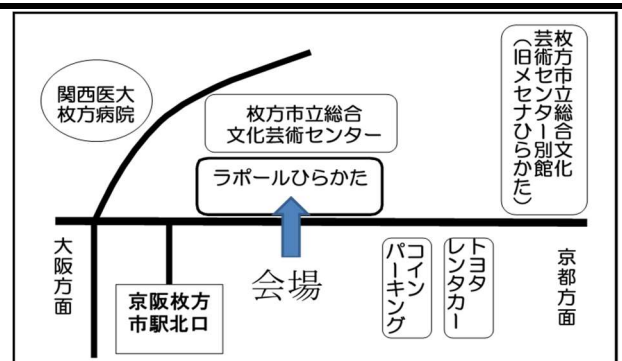 関西医大
枚方病院
枚方市立総合
文化芸術センター
枚方市立総合文化
芸術センター別館
（旧メセナひらかた）
ラポールひらかた
大阪方面
京阪枚方
市駅北口
会場
コイン
パーキング
トヨタ
レンタカー
京都方面